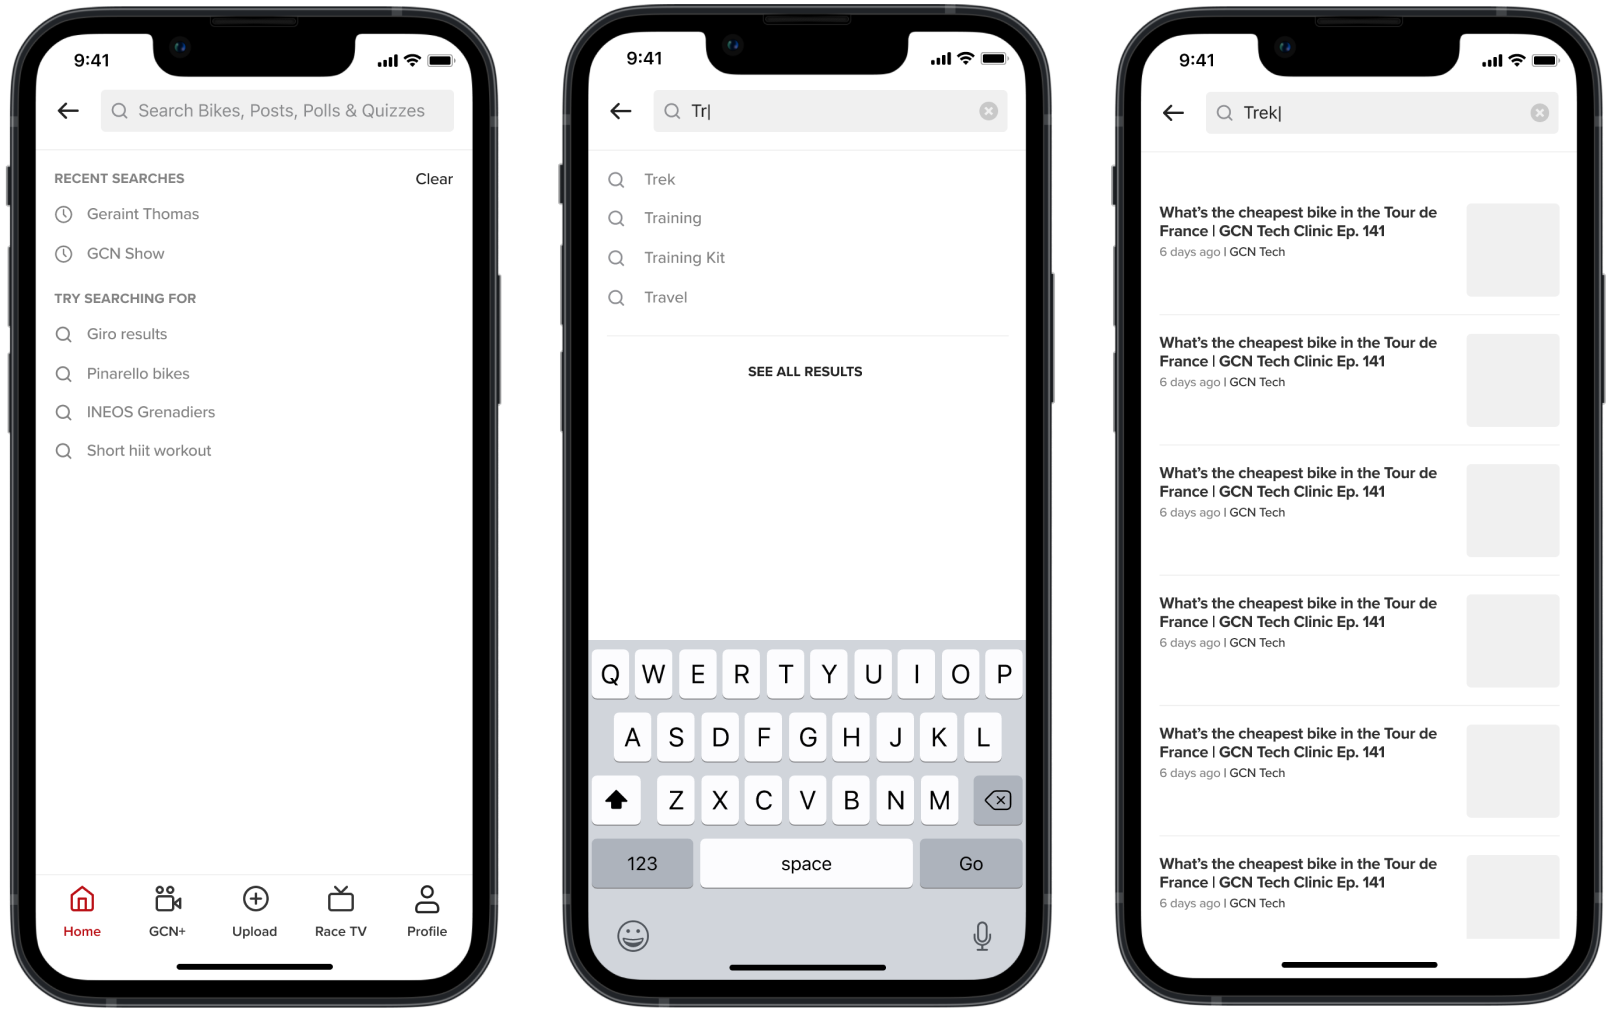 9:41
Search Bikes, Posts, Polls & Quizzes
RECENT SEARCHES Clear
Geraint Thomas
GCN Show
TRY SEARCHING FOR
Giro results
Pinarello bikes
INEOS Grenadiers
Short hiit workout
Home GCN+ Upload Race TV Profile
9:41
Tr|
Trek
Training
Training Kit
Travel
SEE ALL RESULTS
Q W E R T Y U I O P
A S D F G H J K L
Z X C V B N M
123 space Go
9:41
Trek|
What's the cheapest bike in the Tour de
France | GCN Tech Clinic Ep. 141
6 days ago | GCN Tech
What's the cheapest bike in the Tour de
France | GCN Tech Clinic Ep. 141
6 days ago | GCN Tech
What's the cheapest bike in the Tour de
France | GCN Tech Clinic Ep. 141
6 days ago | GCN Tech
What's the cheapest bike in the Tour de
France | GCN Tech Clinic Ep. 141
6 days ago | GCN Tech
What's the cheapest bike in the Tour de
France | GCN Tech Clinic Ep. 141
6 days ago | GCN Tech
What's the cheapest bike in the Tour de
France | GCN Tech Clinic Ep. 141
6 days ago | GCN Tech